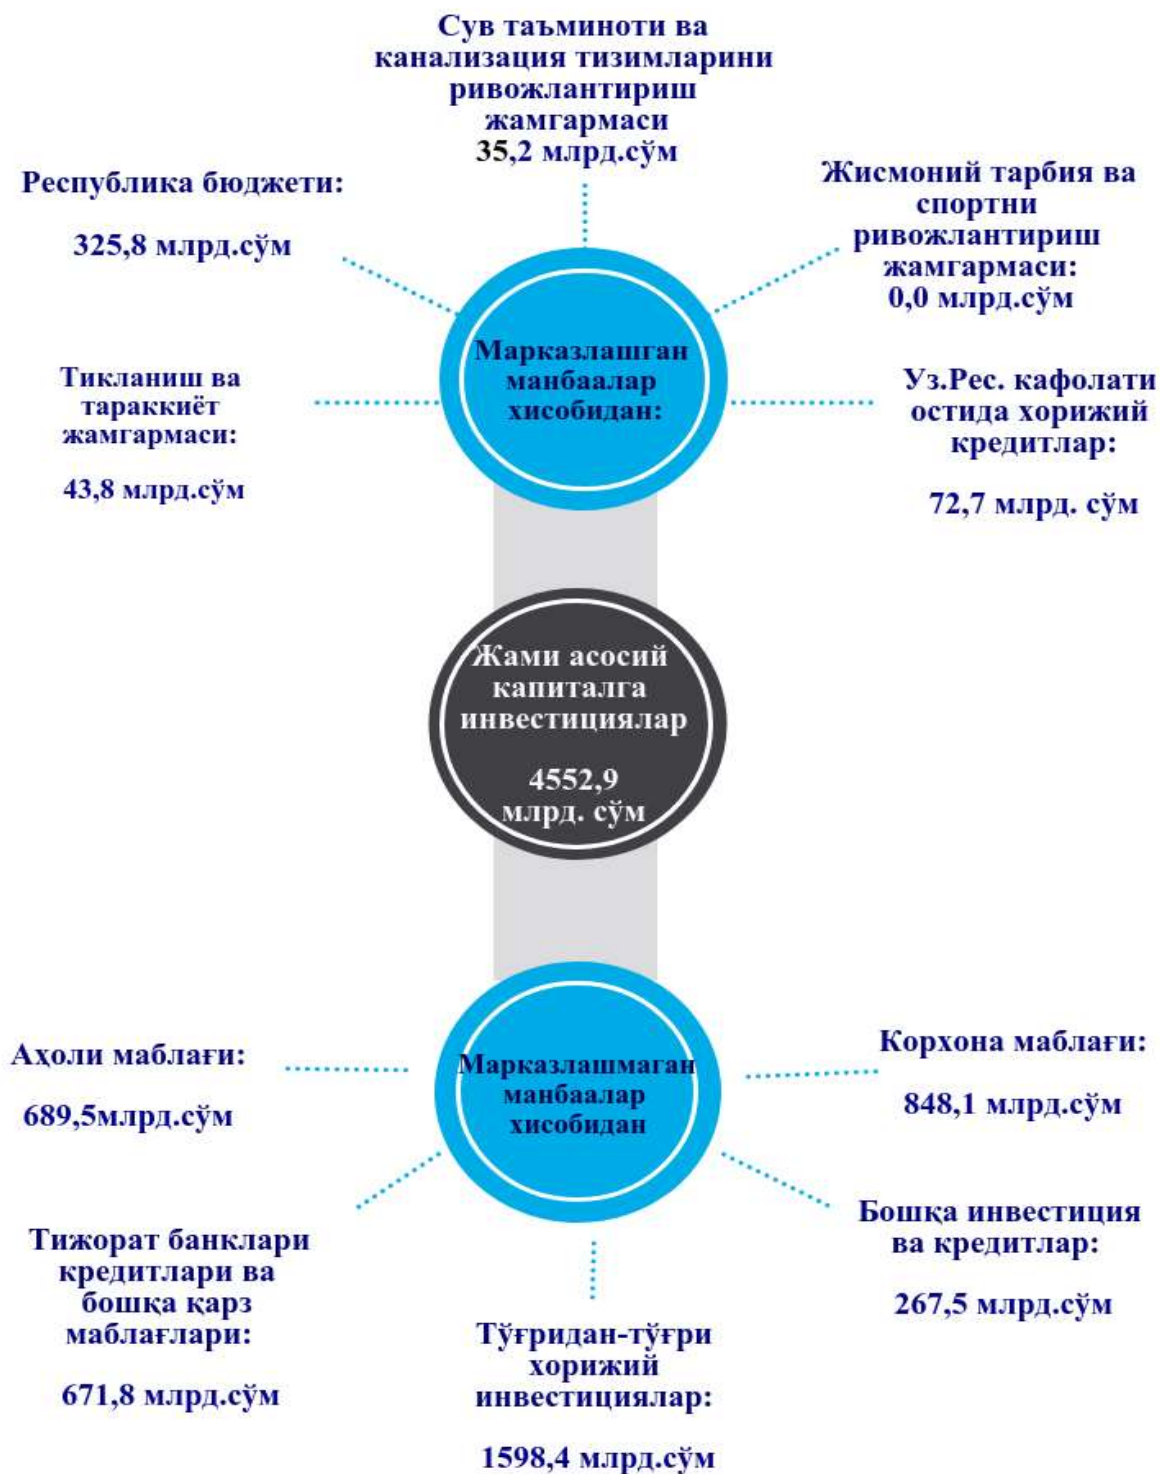 Сув таъминоти ва
канализация тизимларини
ривожлантириш
жамгармаси
35,2 млрд.сўм
Республика бюджети:
325,8 млрд.сўм
Жисмоний тарбия ва
спортни
ривожлантириш
жамгармаси:
0,0 млрд.сўм
Марказлашган
манбаалар
хисобидан:
Тикланиш ва
тараккиёт
жамгармаси:
43,8 млрд.сўм
Уз.Рес. кафолати
остида хорижий
кредитлар:
72,7 млрд. сўм
Жами асосий
капиталга
инвестициялар
4552,9
млрд. сўм
Аҳоли маблағи:
689,5млрд.сўм
Марказлашмаган
манбаалар
хисобидан
Корхона маблағи:
848,1 млрд.сўм
Тижорат банклари
кредитлари ва
бошқа қарз
маблағлари:
671,8 млрд.сўм
Тўғридан-тўғри
хорижий
инвестициялар:
1598,4 млрд.сўм
Бошқа инвестиция
ва кредитлар:
267,5 млрд.сўм